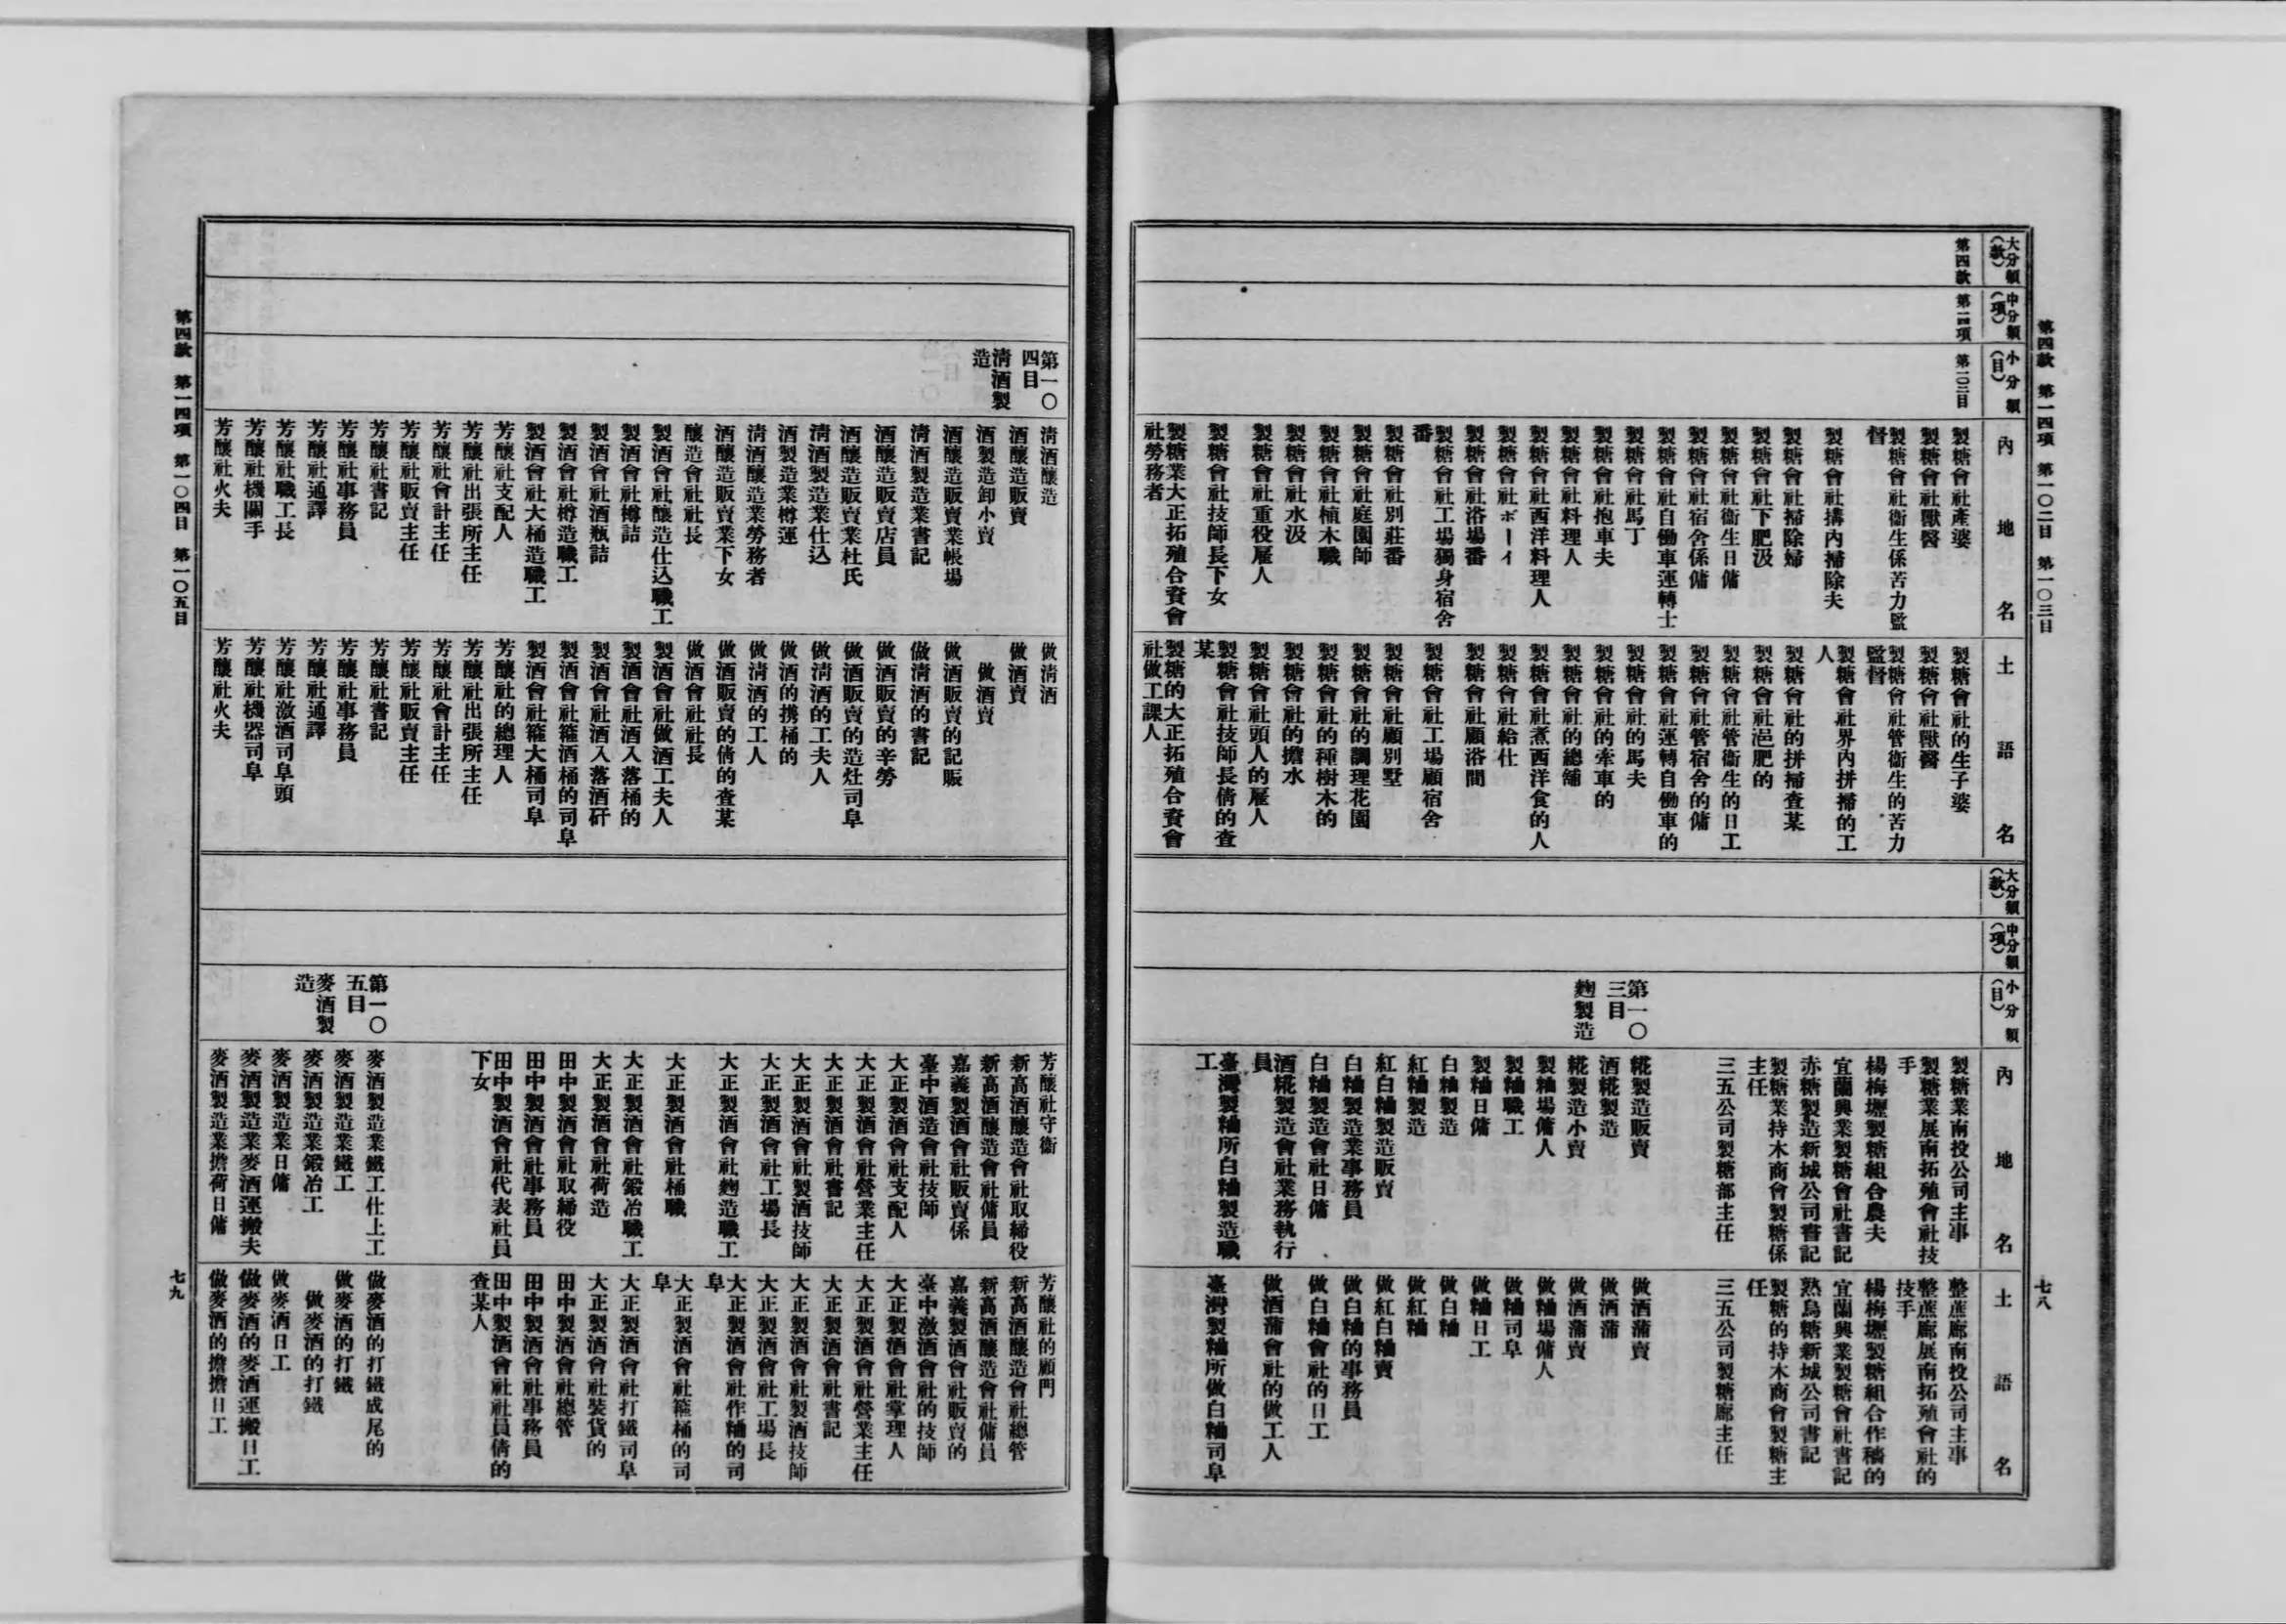 第四款　第一四項　第一〇二目　第一〇三目
七八
大分類（款）
中分類（項）
小分類（目）
內地名
土語名
第四款
第一四項
第一〇三目
製糖會社產婆
製糖會社獸醫
製糖會社衞生係苦力監
督
製糖會社搆內掃除夫
製糖會社掃除婦
製糖會社下肥汲
製糖會社衞生日傭
製糖會社宿舍係傭
製糖會社自働車運轉士
製糖會社馬丁
製糖會社抱車夫
製糖會社料理人
製糖會社西洋料理人
製糖會社ボーイ
製糖會社浴場番
製糖會社工場獨身宿舍
番
製糖會社別莊番
製糖會社庭園師
製糖會社植木職
製糖會社水汲
製糖會社重役雇人
製糖會社技師長下女
製糖業大正拓殖合資會
社勞務者
製糖會社的生子婆
製糖會社獸醫
製糖會社管衞生的苦力
監督
製糖會社界內拼掃的工
人
製糖會社的拼掃査某
製糖會社浥肥的
製糖會社管衞生的日工
製糖會社管宿舍的傭
製糖會社運轉自働車的
製糖會社的馬夫
製糖會社的牽車的
製糖會社的總舖
製糖會社煮西洋食的人
製糖會社給仕
製糖會社顧浴間
製糖會社工場顧宿舍
製糖會社顧別墅
製糖會社的調理花園
製糖會社的種樹木的
製糖會社的擔水
製糖會社頭人的雇人
製糖會社技師長倩的査
某
製糖的大正拓殖合資會
社做工課人
大分類（款）
中分類（項）
小分類（目）
內地名
土語名
第一〇
三目
麴製造
製糖業南投公司主事
製糖業展南拓殖會社技
手
楊梅壢製糖組合農夫
宜蘭興業製糖會社書記
赤糖製造新城公司書記
製糖業持木商會製糖係
主任
三五公司製糖部主任
糀製造販賣
酒糀製造
糀製造小賣
製粬場傭人
製粬職工
製粬日傭
白粬製造
紅粬製造
紅白粬製造販賣
白粬製造業事務員
白粬製造會社日傭
酒糀製造會社業務執行
員
臺灣製粬所白粬製造職
工
整蔗廍南投公司主事
整蔗廍展南拓殖會社的
技手
楊梅壢製糖組合作穡的
宜蘭興業製糖會社書記
熟烏糖新城公司書記
製糖的持木商會製糖主
任
三五公司製糖廍主任
做酒蒲賣
做酒蒲
做酒蒲賣
做粬場傭人
做粬司阜
做粬日工
做白粬
做紅粬
做紅白粬賣
做白粬的事務員
做白粬會社的日工
做酒蒲會社的做工人
臺灣製粬所做白粬司阜
第一〇
四目
淸酒製
造
淸酒釀造
酒釀造販賣
酒製造卸小賣
酒釀造販賣業帳場
淸酒製造業書記
酒釀造販賣店員
酒釀造販賣業杜氏
淸酒製造業仕込
酒製造業樽運
淸酒釀造業勞務者
酒釀造販賣業下女
釀造會社社長
製酒會社釀造仕込職工
製酒會社樽詰
製酒會社酒瓶詰
製酒會社樽造職工
製酒會社大桶造職工
芳釀社支配人
芳釀社出張所主任
芳釀社會計主任
芳釀社販賣主任
芳釀社書記
芳釀社事務員
芳釀社通譯
芳釀社職工長
芳釀社機關手
芳釀社火夫
做淸酒
做酒賣
做酒賣
做酒販賣的記賬
做淸酒的書記
做酒販賣的辛勞
做酒販賣的造灶司阜
做淸酒的工夫人
做酒的携桶的
做淸酒的工人
做酒販賣的倩的査某
做酒會社社長
製酒會社做酒工夫人
製酒會社酒入落桶的
製酒會社酒入落酒矸
製酒會社箍酒桶的司阜
製酒會社箍大桶司阜
芳釀社的總理人
芳釀社出張所主任
芳釀社會計主任
芳釀社販賣主任
芳釀社書記
芳釀社事務員
芳釀社通譯
芳釀社激酒司阜頭
芳釀社機器司阜
芳釀社火夫
第一〇
五目
麥酒製
造
芳釀社守衞
新高酒釀造會社取締役
新高酒釀造會社傭員
嘉義製酒會社販賣係
臺中酒造會社技師
大正製酒會社支配人
大正製酒會社營業主任
大正製酒會社書記
大正製酒會社製酒技師
大正製酒會社工場長
大正製酒會社麴造職工
大正製酒會社桶職
大正製酒會社鍛冶職工
大正製酒會社荷造
田中製酒會社取締役
田中製酒會社事務員
田中製酒會社代表社員
下女
麥酒製造業鐵工仕上工
麥酒製造業鐵工
麥酒製造業鍛冶工
麥酒製造業日傭
麥酒製造業麥酒運搬夫
麥酒製造業擔荷日傭
芳釀社的顧門
新高酒釀造會社總管
新高酒釀造會社傭員
嘉義製酒會社販賣的
臺中激酒會社的技師
大正製酒會社掌理人
大正製酒會社營業主任
大正製酒會社書記
大正製酒會社製酒技師
大正製酒會社工場長
大正製酒會社作粬的司
阜
大正製酒會社箍桶的司
阜
大正製酒會社打鐵司阜
大正製酒會社裝貨的
田中製酒會社總管
田中製酒會社事務員
田中製酒會社社員倩的
査某人
做麥酒的打鐵成尾的
做麥酒的打鐵
做麥酒的打鐵
做麥酒日工
做麥酒的麥酒運搬日工
做麥酒的擔擔日工
第四款　第一四項　第一〇四目　第一〇五目
七九